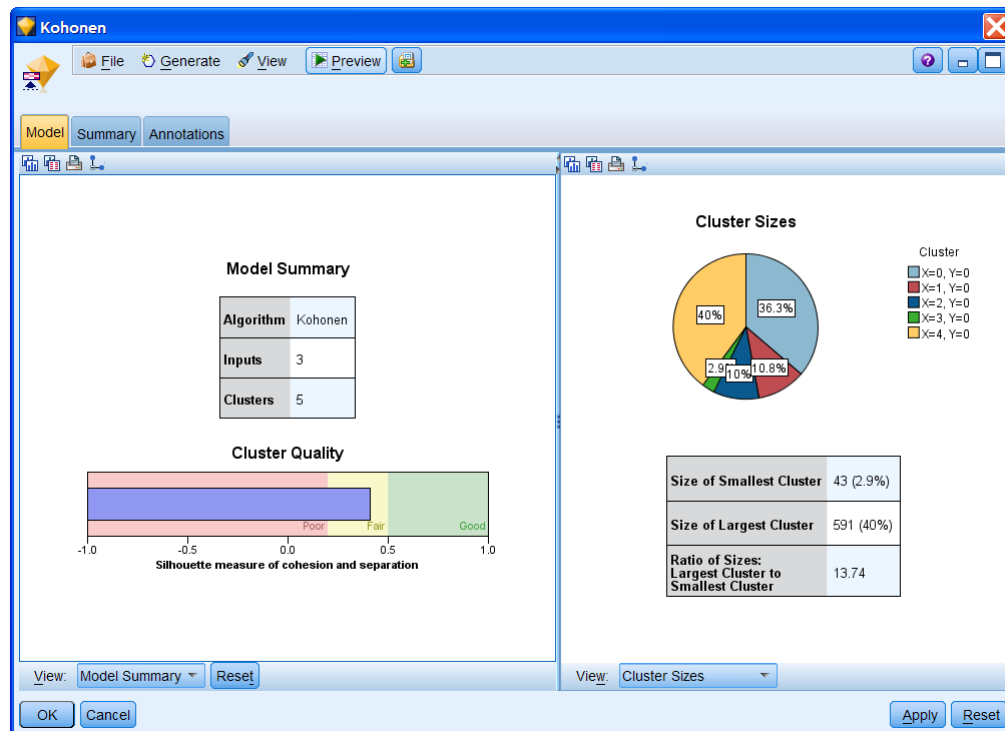 Kohonen
File Generate View Preview
Model Summary Annotations
Model Summary
Algorithm Kohonen
Inputs 3
Clusters 5
Cluster Quality
Poor Fair Good
-1.0 -0.5 0.0 0.5 1.0
Silhouette measure of cohesion and separation
View: Model Summary Reset
Cluster Sizes
40% 36.3%
2.9% 10% 10.8%
Cluster
X=0, Y=0
X=1, Y=0
X=2, Y=0
X=3, Y=0
X=4, Y=0
Size of Smallest Cluster 43 (2.9%)
Size of Largest Cluster 591 (40%)
Ratio of Sizes:
Largest Cluster to
Smallest Cluster
13.74
View: Cluster Sizes
OK Cancel Apply Reset